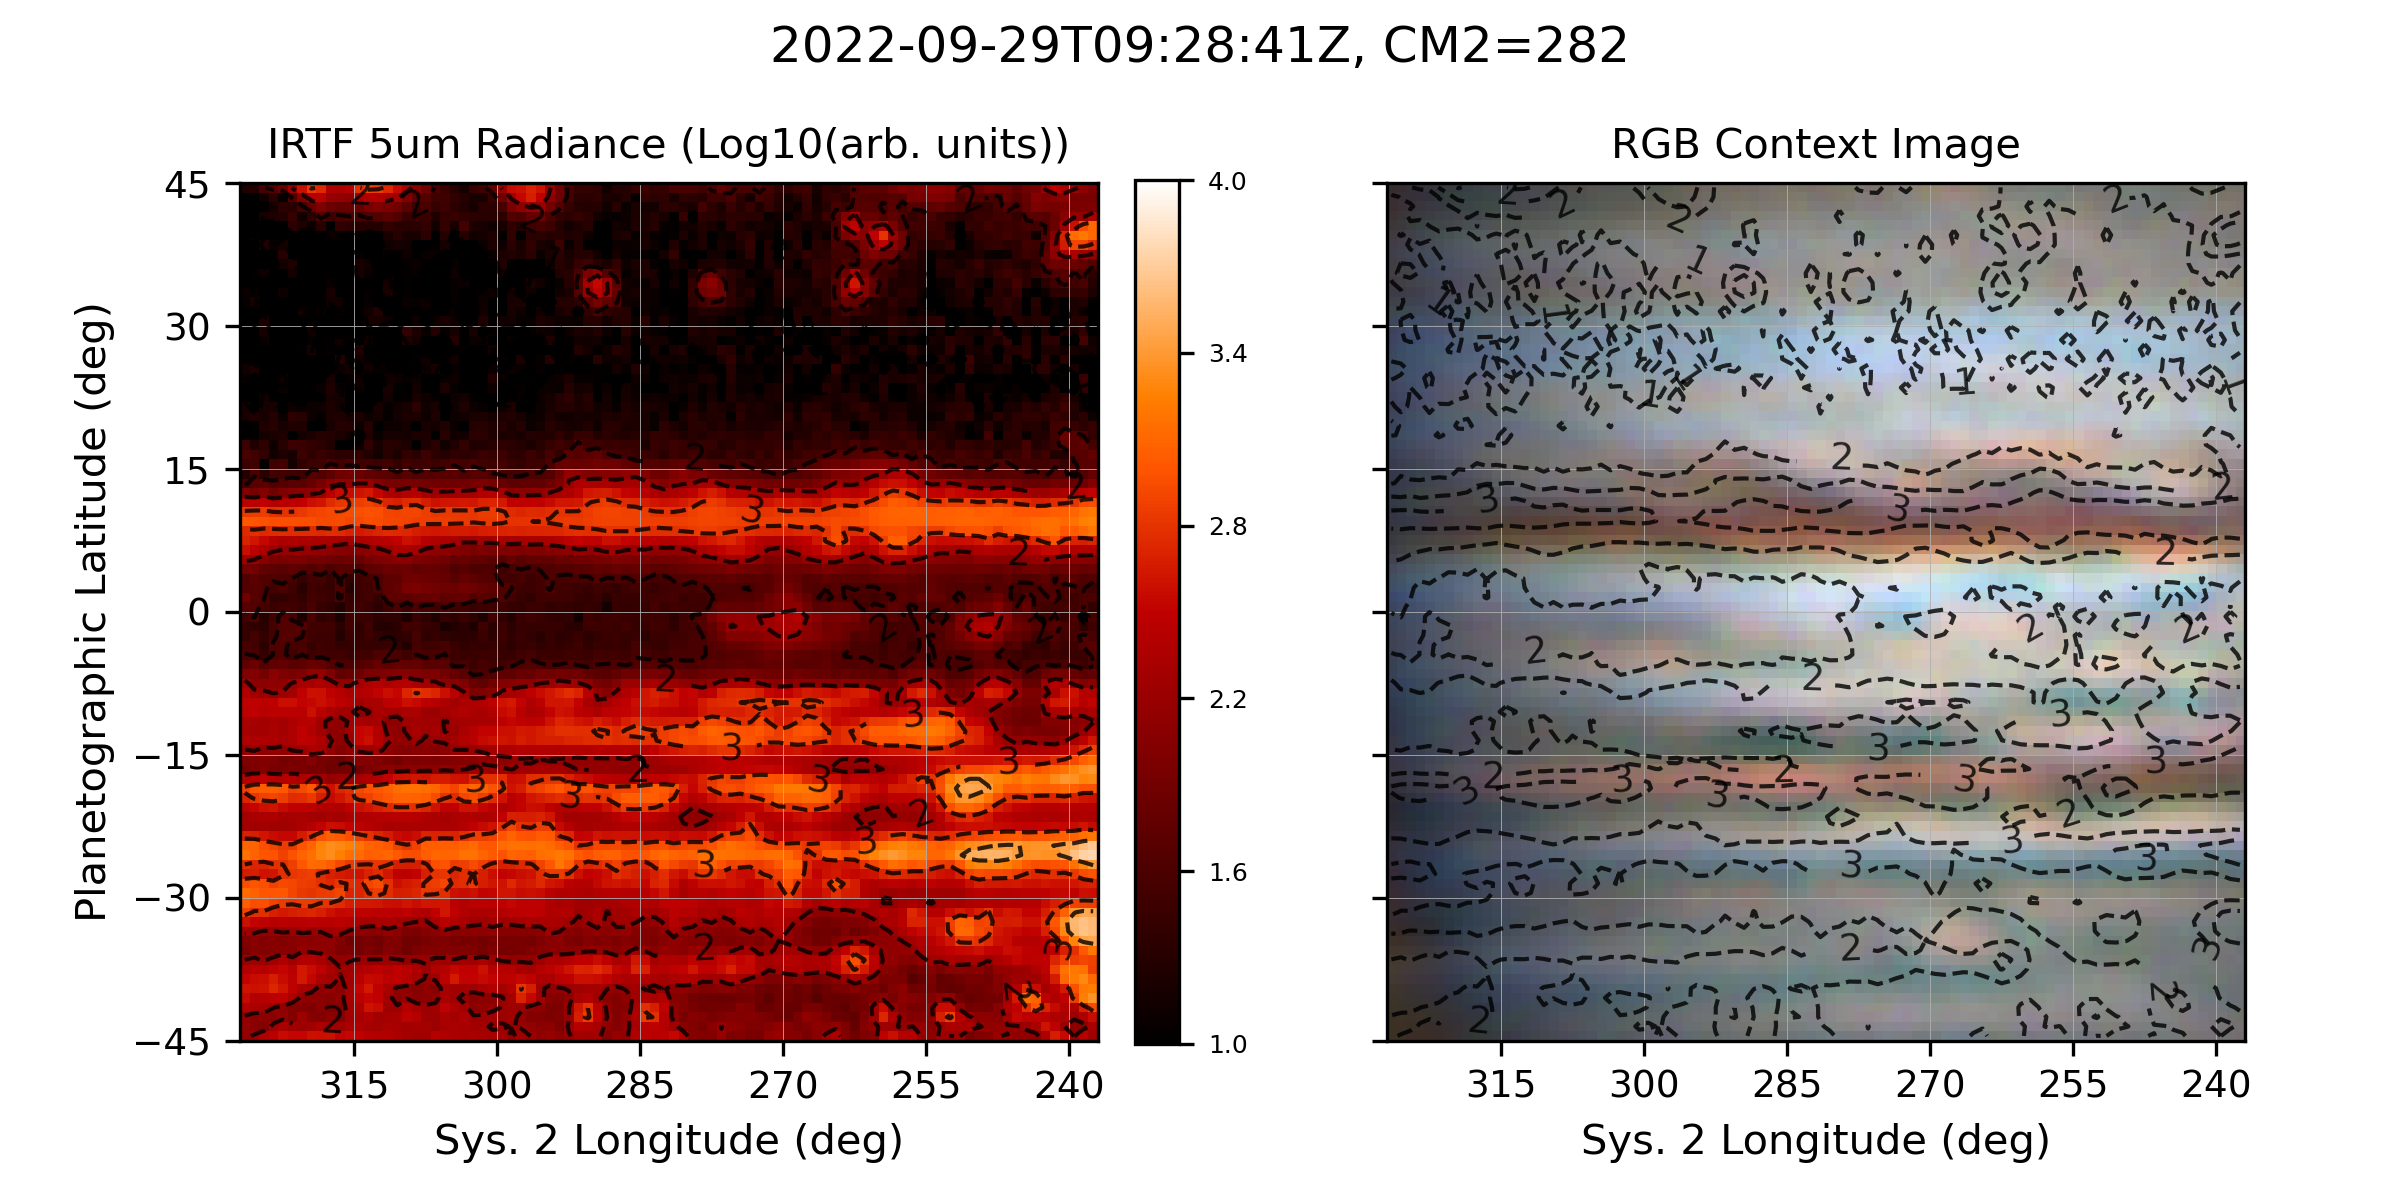 2022-09-29T09:28:41Z, CM2=282
IRTF 5um Radiance (Log10(arb. units))
RGB Context Image
Planetographic Latitude (deg)
45
30
15
0
−15
−30
−45
315 300 285 270 255 240
Sys. 2 Longitude (deg)
4.0
3.4
2.8
2.2
1.6
1.0
315 300 285 270 255 240
Sys. 2 Longitude (deg)